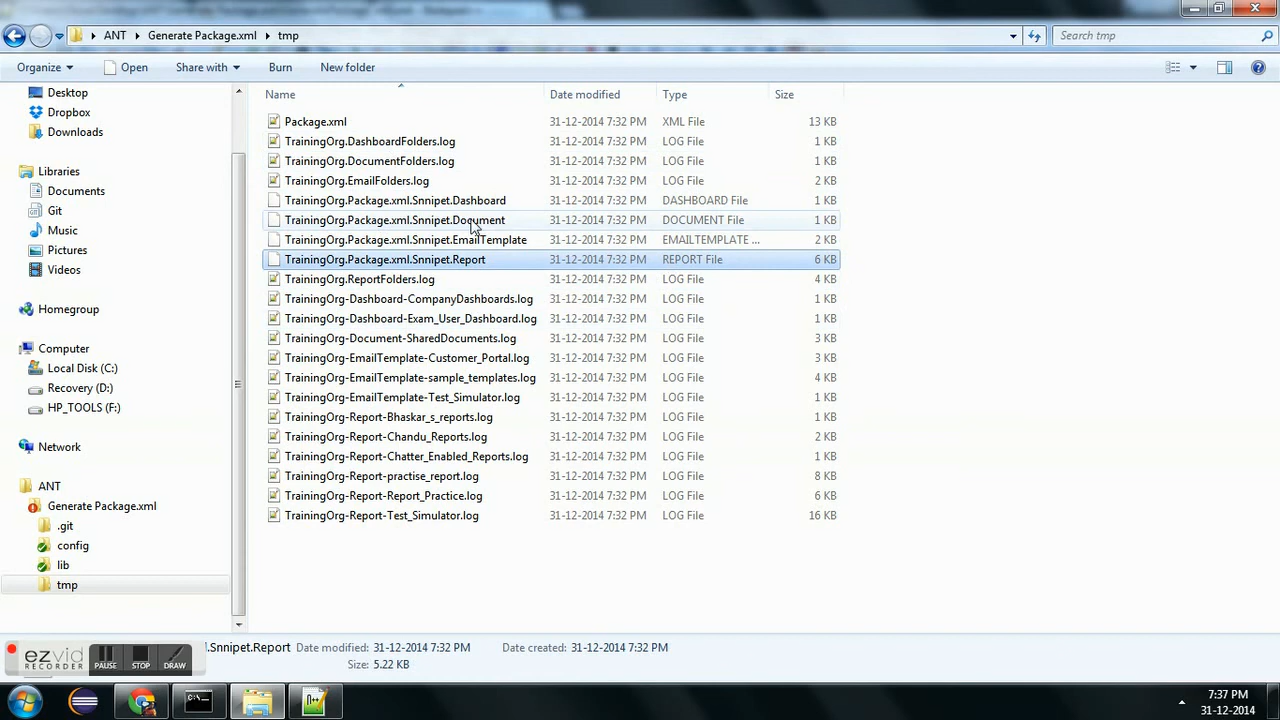 ANT Generate Package.xml tmp Search tmp
Organize Open Share with Burn New folder
Desktop
Dropbox
Downloads
Libraries
Documents
Git
Music
Pictures
Videos
Homegroup
Computer
Local Disk (C:)
Recovery (D:)
HP_TOOLS (F:)
Network
ANT
Generate Package.xml
.git
config
lib
tmp
Name Date modified Type Size
Package.xml 31-12-2014 7:32 PM XML File 13 KB
TrainingOrg.DashboardFolders.log 31-12-2014 7:32 PM LOG File 1 KB
TrainingOrg.DocumentFolders.log 31-12-2014 7:32 PM LOG File 1 KB
TrainingOrg.EmailFolders.log 31-12-2014 7:32 PM LOG File 2 KB
TrainingOrg.Package.xml.Snnipet.Dashboard 31-12-2014 7:32 PM DASHBOARD File 1 KB
TrainingOrg.Package.xml.Snnipet.Document 31-12-2014 7:32 PM DOCUMENT File 1 KB
TrainingOrg.Package.xml.Snnipet.EmailTemplate 31-12-2014 7:32 PM EMAILTEMPLATE ... 2 KB
TrainingOrg.Package.xml.Snnipet.Report 31-12-2014 7:32 PM REPORT File 6 KB
TrainingOrg.ReportFolders.log 31-12-2014 7:32 PM LOG File 4 KB
TrainingOrg-Dashboard-CompanyDashboards.log 31-12-2014 7:32 PM LOG File 1 KB
TrainingOrg-Dashboard-Exam_User_Dashboard.log 31-12-2014 7:32 PM LOG File 1 KB
TrainingOrg-Document-SharedDocuments.log 31-12-2014 7:32 PM LOG File 3 KB
TrainingOrg-EmailTemplate-Customer_Portal.log 31-12-2014 7:32 PM LOG File 3 KB
TrainingOrg-EmailTemplate-sample_templates.log 31-12-2014 7:32 PM LOG File 4 KB
TrainingOrg-EmailTemplate-Test_Simulator.log 31-12-2014 7:32 PM LOG File 1 KB
TrainingOrg-Report-Bhaskar_s_reports.log 31-12-2014 7:32 PM LOG File 1 KB
TrainingOrg-Report-Chandu_Reports.log 31-12-2014 7:32 PM LOG File 2 KB
TrainingOrg-Report-Chatter_Enabled_Reports.log 31-12-2014 7:32 PM LOG File 1 KB
TrainingOrg-Report-practise_report.log 31-12-2014 7:32 PM LOG File 8 KB
TrainingOrg-Report-Report_Practice.log 31-12-2014 7:32 PM LOG File 6 KB
TrainingOrg-Report-Test_Simulator.log 31-12-2014 7:32 PM LOG File 16 KB
l.Snnipet.Report Date modified: 31-12-2014 7:32 PM Date created: 31-12-2014 7:32 PM
Size: 5.22 KB
ezvid
RECORDER
PAUSE STOP DRAW
7:37 PM
31-12-2014